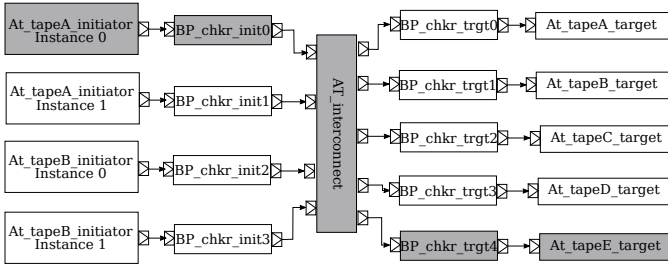 At_tapeA_initiator
Instance 0
BP_chkr_init0
At_tapeA_initiator
Instance 1
BP_chkr_init1
At_tapeB_initiator
Instance 0
BP_chkr_init2
At_tapeB_initiator
Instance 1
BP_chkr_init3
AT_interconnect
BP_chkr_trgt0
At_tapeA_target
BP_chkr_trgt1
At_tapeB_target
BP_chkr_trgt2
At_tapeC_target
BP_chkr_trgt3
At_tapeD_target
BP_chkr_trgt4
At_tapeE_target